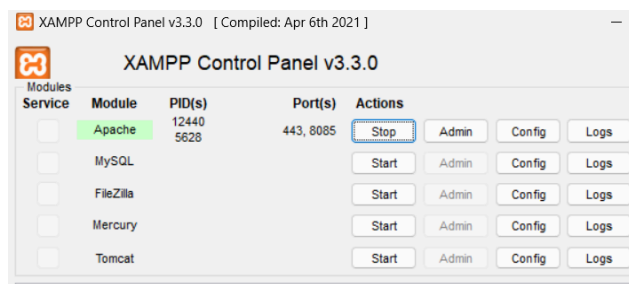 XAMPP Control Panel v3.3.0 [ Compiled: Apr 6th 2021 ]
XAMPP Control Panel v3.3.0
Modules
Service Module PID(s) Port(s) Actions
Apache 12440 5628 443, 8085 Stop Admin Config Logs
MySQL Start Admin Config Logs
FileZilla Start Admin Config Logs
Mercury Start Admin Config Logs
Tomcat Start Admin Config Logs